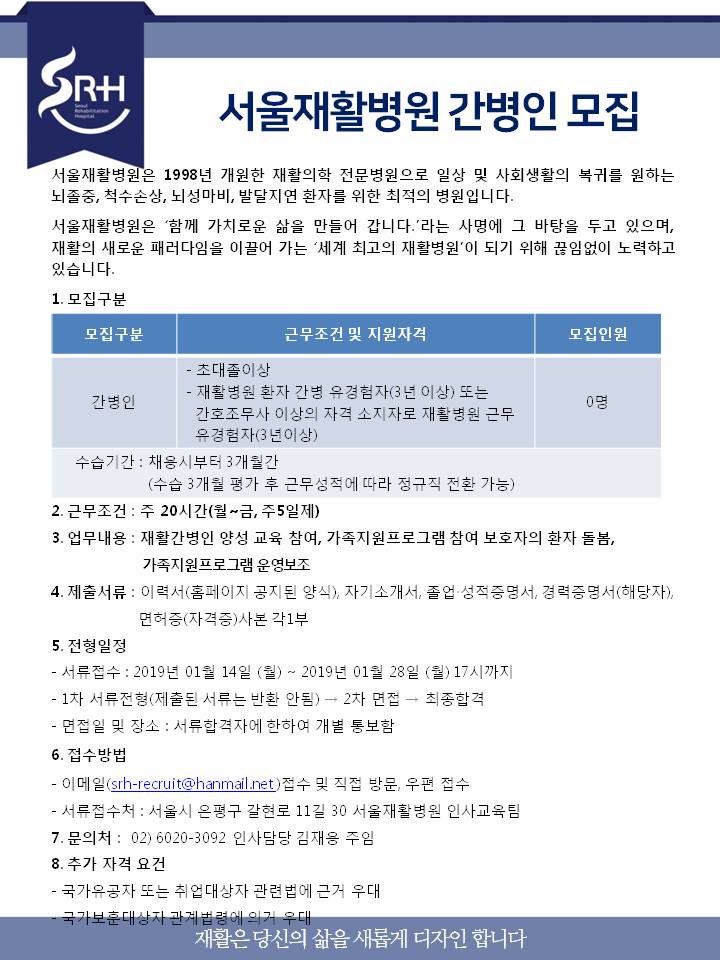 SRH
Seoul
Rehabilitation
Hospital
서울재활병원 간병인 모집
서울재활병원은 1998년 개원한 재활의학 전문병원으로 일상 및 사회생활의 복귀를 원하는
뇌졸중, 척수손상, 뇌성마비, 발달지연 환자를 위한 최적의 병원입니다.
서울재활병원은 ‘함께 가치로운 삶을 만들어 갑니다.’라는 사명에 그 바탕을 두고 있으며,
재활의 새로운 패러다임을 이끌어 가는 ‘세계 최고의 재활병원’이 되기 위해 끊임없이 노력하고
있습니다.
1. 모집구분
모집구분 근무조건 및 지원자격 모집인원
- 초대졸이상
- 재활병원 환자 간병 유경험자(3년 이상) 또는
간병인 간호조무사 이상의 자격 소지자로 재활병원 근무 0명
유경험자(3년이상)
수습기간 : 채용시부터 3개월간
(수습 3개월 평가 후 근무성적에 따라 정규직 전환 가능)
2. 근무조건 : 주 20시간(월~금, 주5일제)
3. 업무내용 : 재활간병인 양성 교육 참여, 가족지원프로그램 참여 보호자의 환자 돌봄,
가족지원프로그램 운영보조
4. 제출서류 : 이력서(홈페이지 공지된 양식), 자기소개서, 졸업·성적증명서, 경력증명서(해당자),
면허증(자격증)사본 각1부
5. 전형일정
- 서류접수 : 2019년 01월 14일 (월) ~ 2019년 01월 28일 (월) 17시까지
- 1차 서류전형(제출된 서류는 반환 안됨) → 2차 면접 → 최종합격
- 면접일 및 장소 : 서류합격자에 한하여 개별 통보함
6. 접수방법
- 이메일(srh-recruit@hanmail.net )접수 및 직접 방문, 우편 접수
- 서류접수처 : 서울시 은평구 갈현로 11길 30 서울재활병원 인사교육팀
7. 문의처 : 02) 6020-3092 인사담당 김재응 주임
8. 추가 자격 요건
- 국가유공자 또는 취업대상자 관련법에 근거 우대
- 국가보훈대상자 관계법령에 의거 우대
재활은 당신의 삶을 새롭게 디자인 합니다